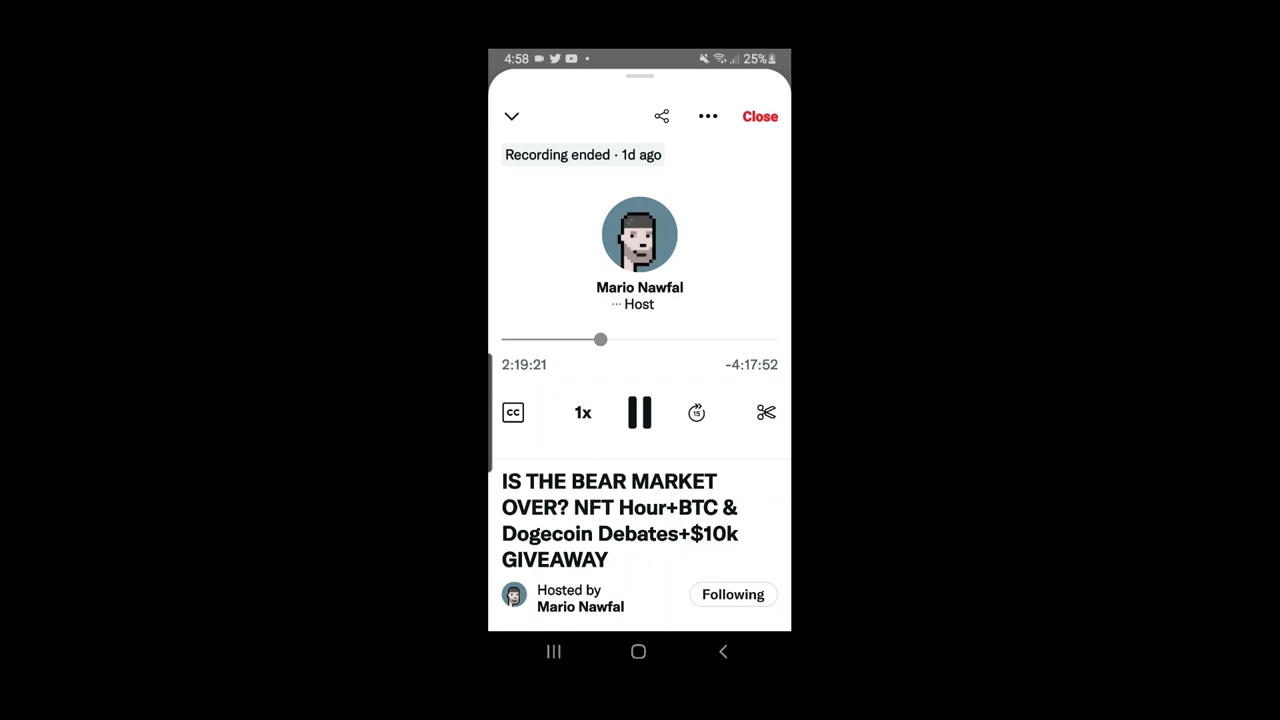 4:58 25%
Close
Recording ended · 1d ago
Mario Nawfal
Host
2:19:21 -4:17:52
CC 1x 15
IS THE BEAR MARKET
OVER? NFT Hour+BTC &
Dogecoin Debates+$10k
GIVEAWAY
Hosted by
Mario Nawfal
Following